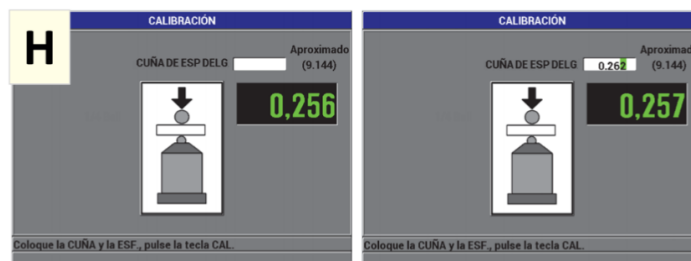 H
CALIBRACIÓN
Aproximado
CUÑA DE ESP DELG (9.144)
0,256
Coloque la CUÑA y la ESF., pulse la tecla CAL.
CALIBRACIÓN
Aproximad
CUÑA DE ESP DELG 0.262 (9.144)
0,257
Coloque la CUÑA y la ESF., pulse la tecla CAL.